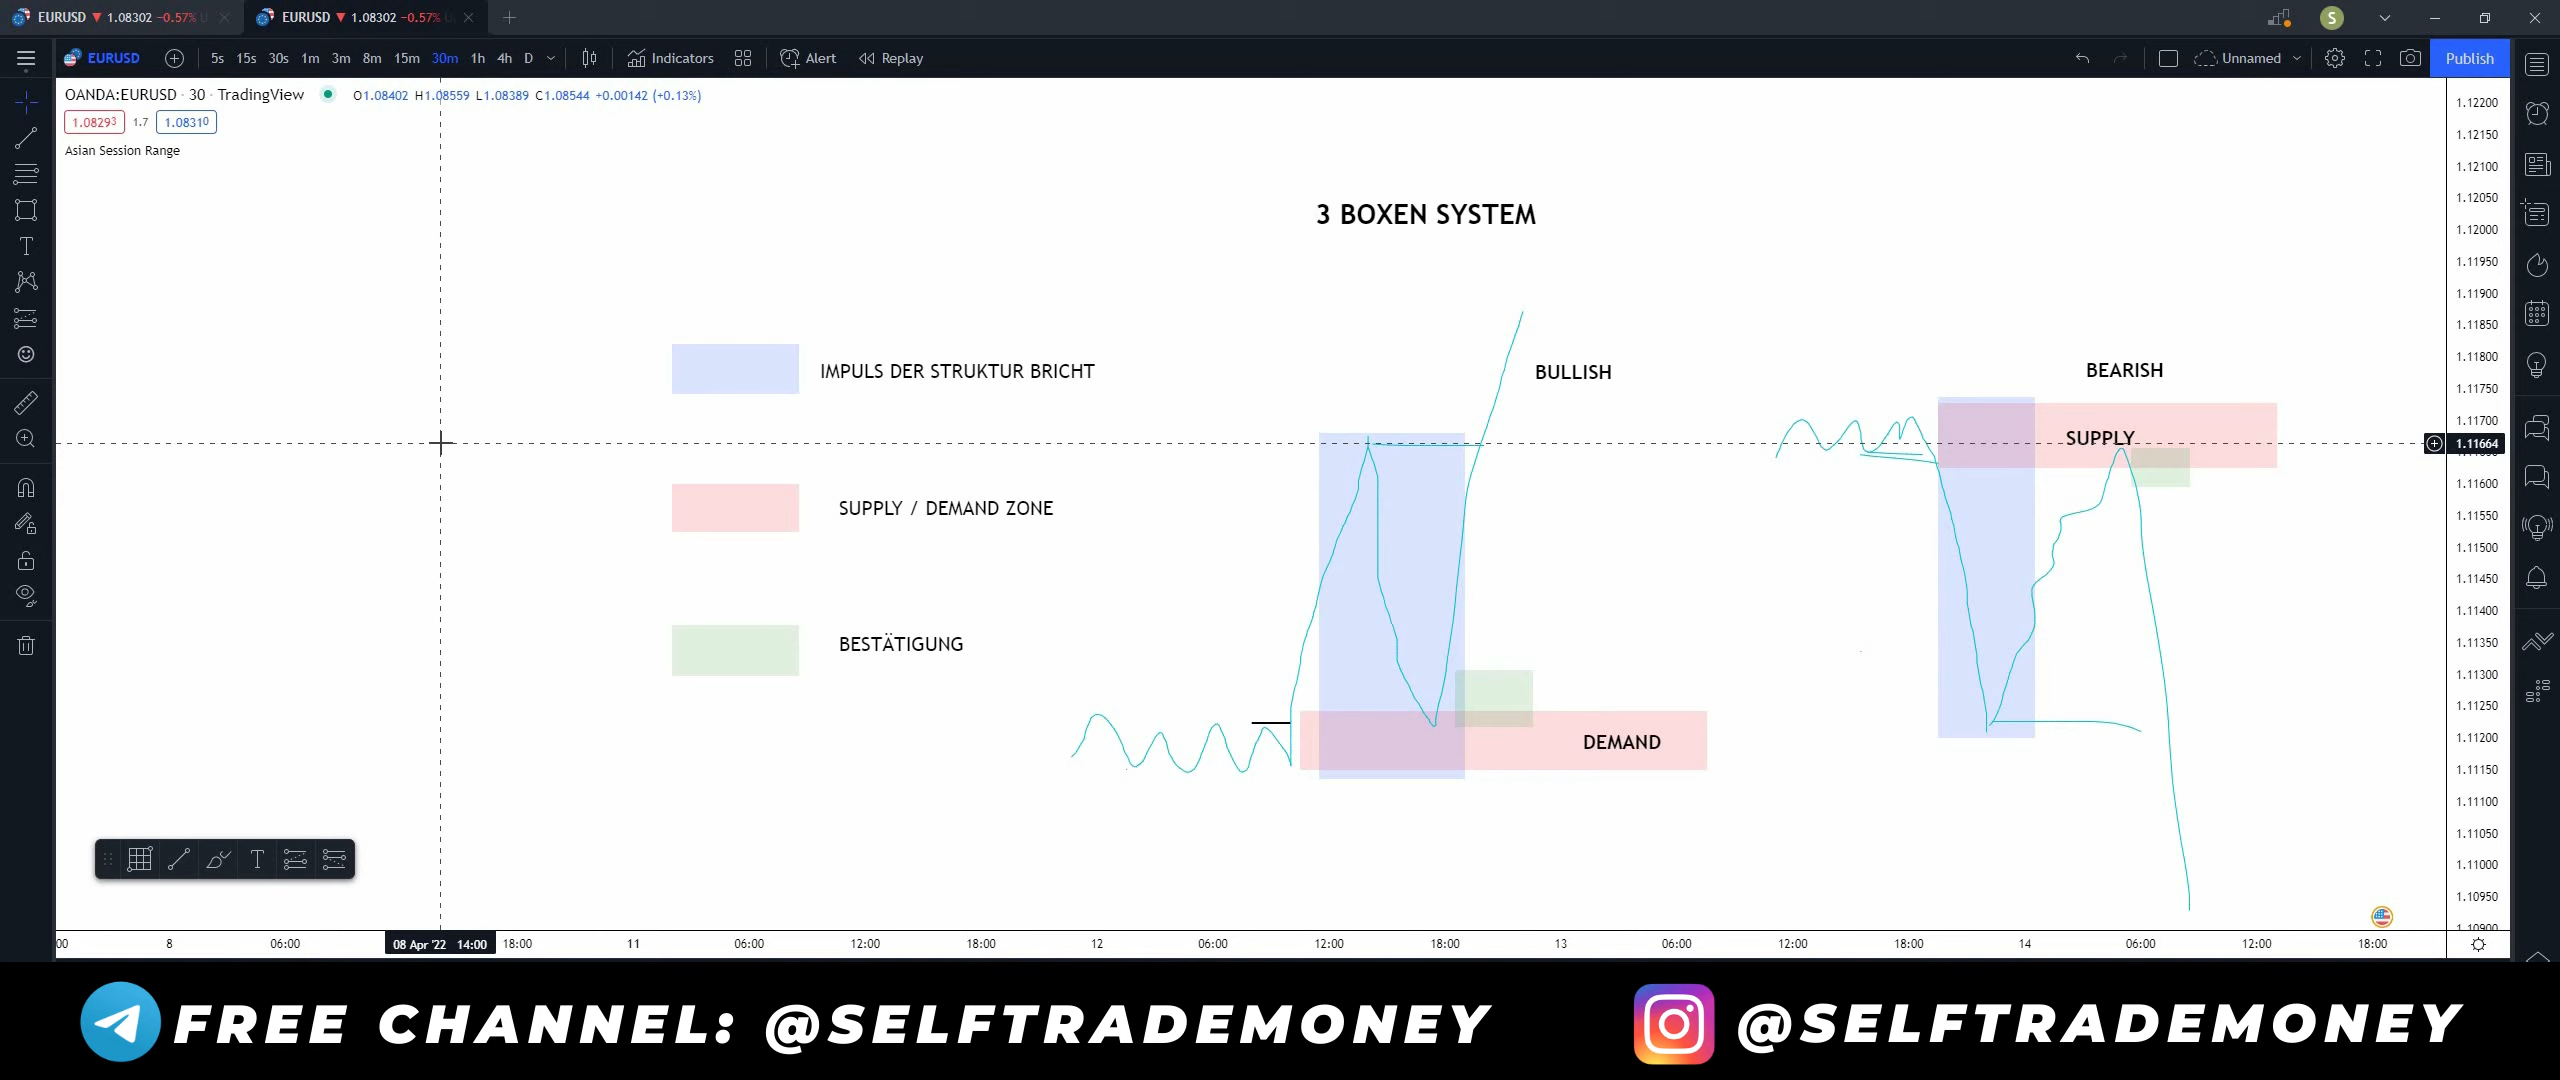 EURUSD ▼ 1.08302 −0.57%
EURUSD ▼ 1.08302 −0.57%
S
EURUSD 5s 15s 30s 1m 3m 8m 15m 30m 1h 4h D Indicators Alert Replay Unnamed Publish
OANDA:EURUSD · 30 · TradingView O1.08402 H1.08559 L1.08389 C1.08544 +0.00142 (+0.13%)
1.08293 1.7 1.08310
Asian Session Range
3 BOXEN SYSTEM
IMPULS DER STRUKTUR BRICHT
SUPPLY / DEMAND ZONE
BESTÄTIGUNG
BULLISH
DEMAND
BEARISH
SUPPLY
1.12200
1.12150
1.12100
1.12050
1.12000
1.11950
1.11900
1.11850
1.11800
1.11750
1.11700
1.11664
1.11600
1.11550
1.11500
1.11450
1.11400
1.11350
1.11300
1.11250
1.11200
1.11150
1.11100
1.11050
1.11000
1.10950
1.10900
00 8 06:00 08 Apr '22 14:00 18:00 11 06:00 12:00 18:00 12 06:00 12:00 18:00 13 06:00 12:00 18:00 14 06:00 12:00 18:00
FREE CHANNEL: @SELFTRADEMONEY
@SELFTRADEMONEY